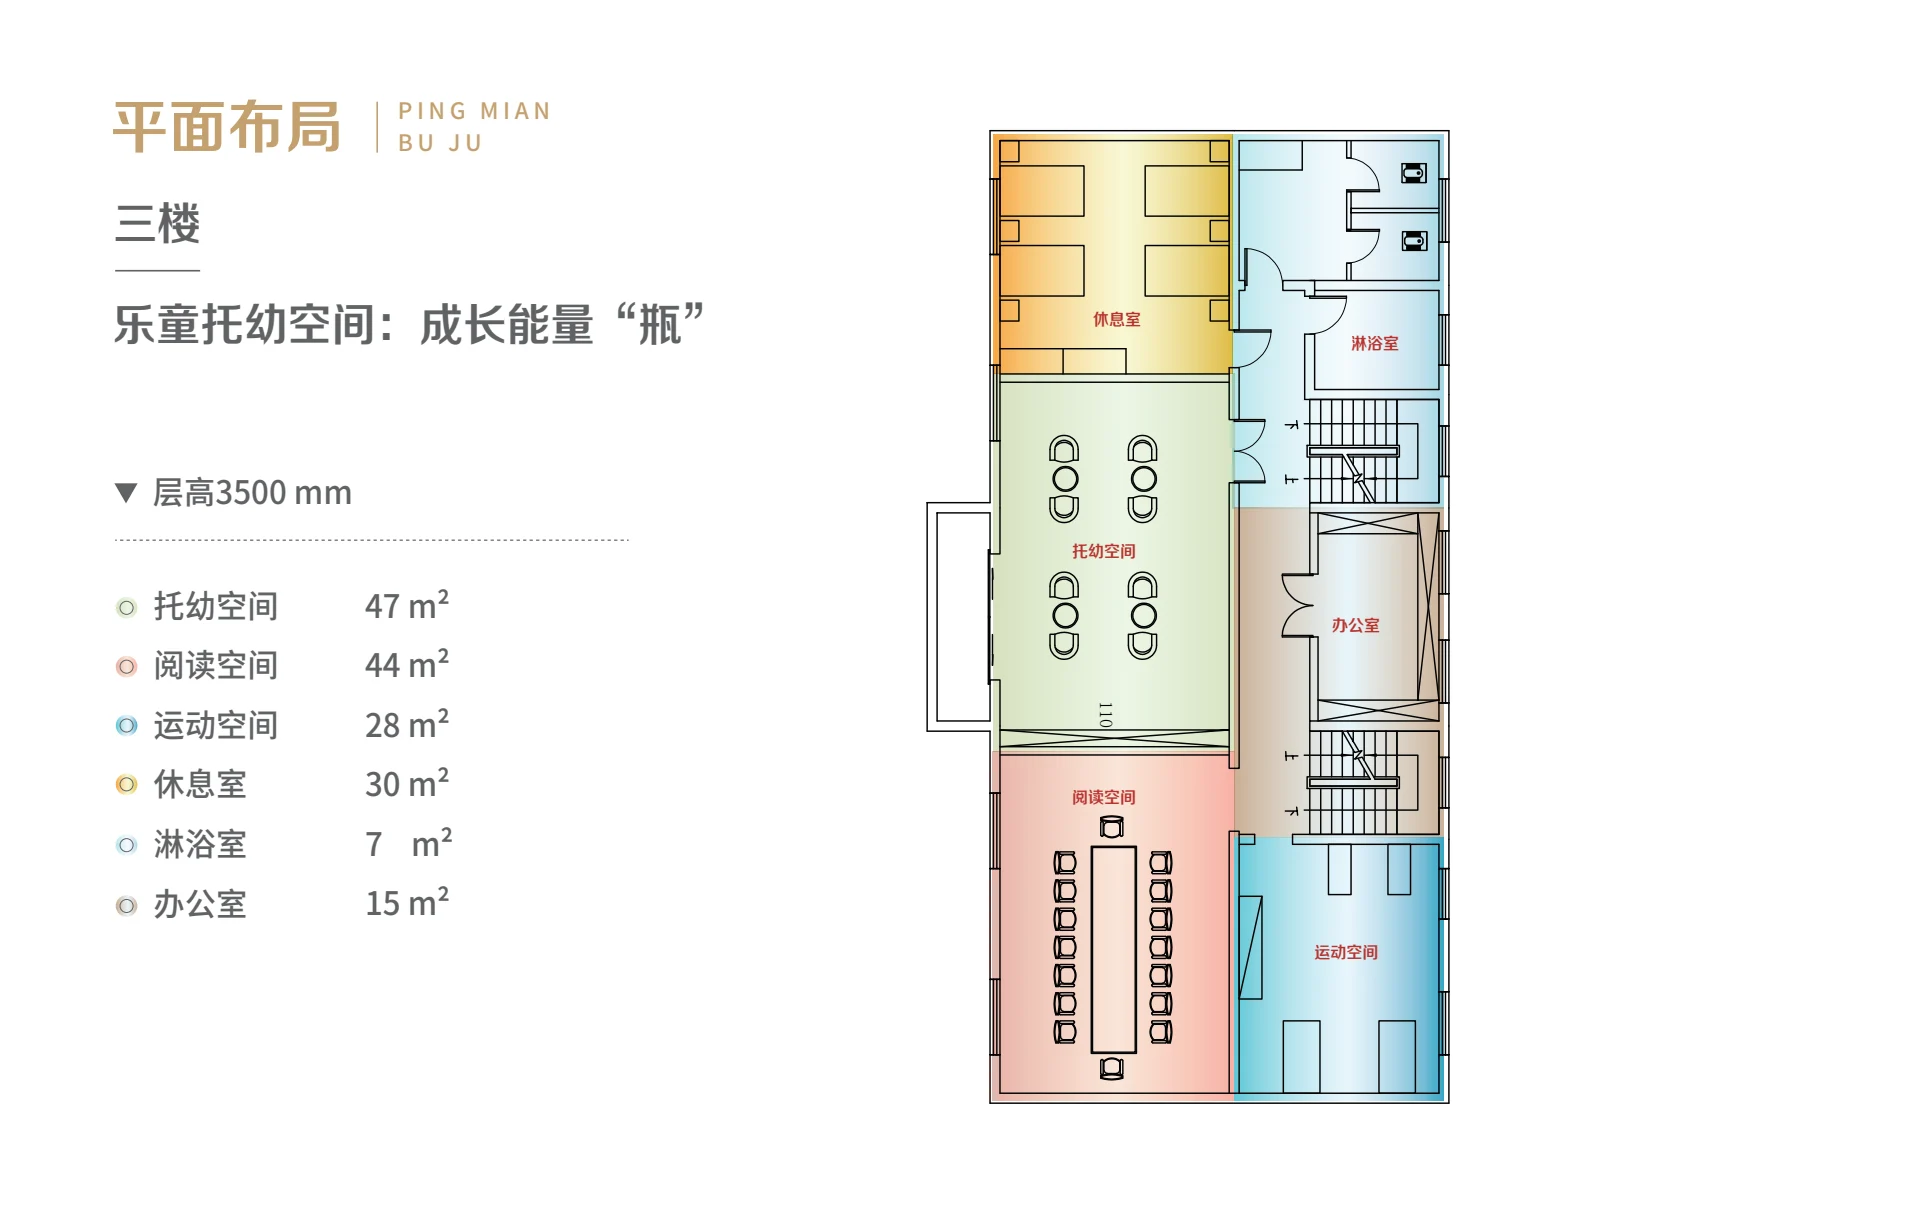 平面布局
PING MIAN
BU JU
三楼
乐童托幼空间：成长能量“瓶”
▼ 层高3500 mm
托幼空间 47 m²
阅读空间 44 m²
运动空间 28 m²
休息室 30 m²
淋浴室 7 m²
办公室 15 m²
休息室
淋浴室
下
上
托幼空间
办公室
110
上
下
阅读空间
运动空间